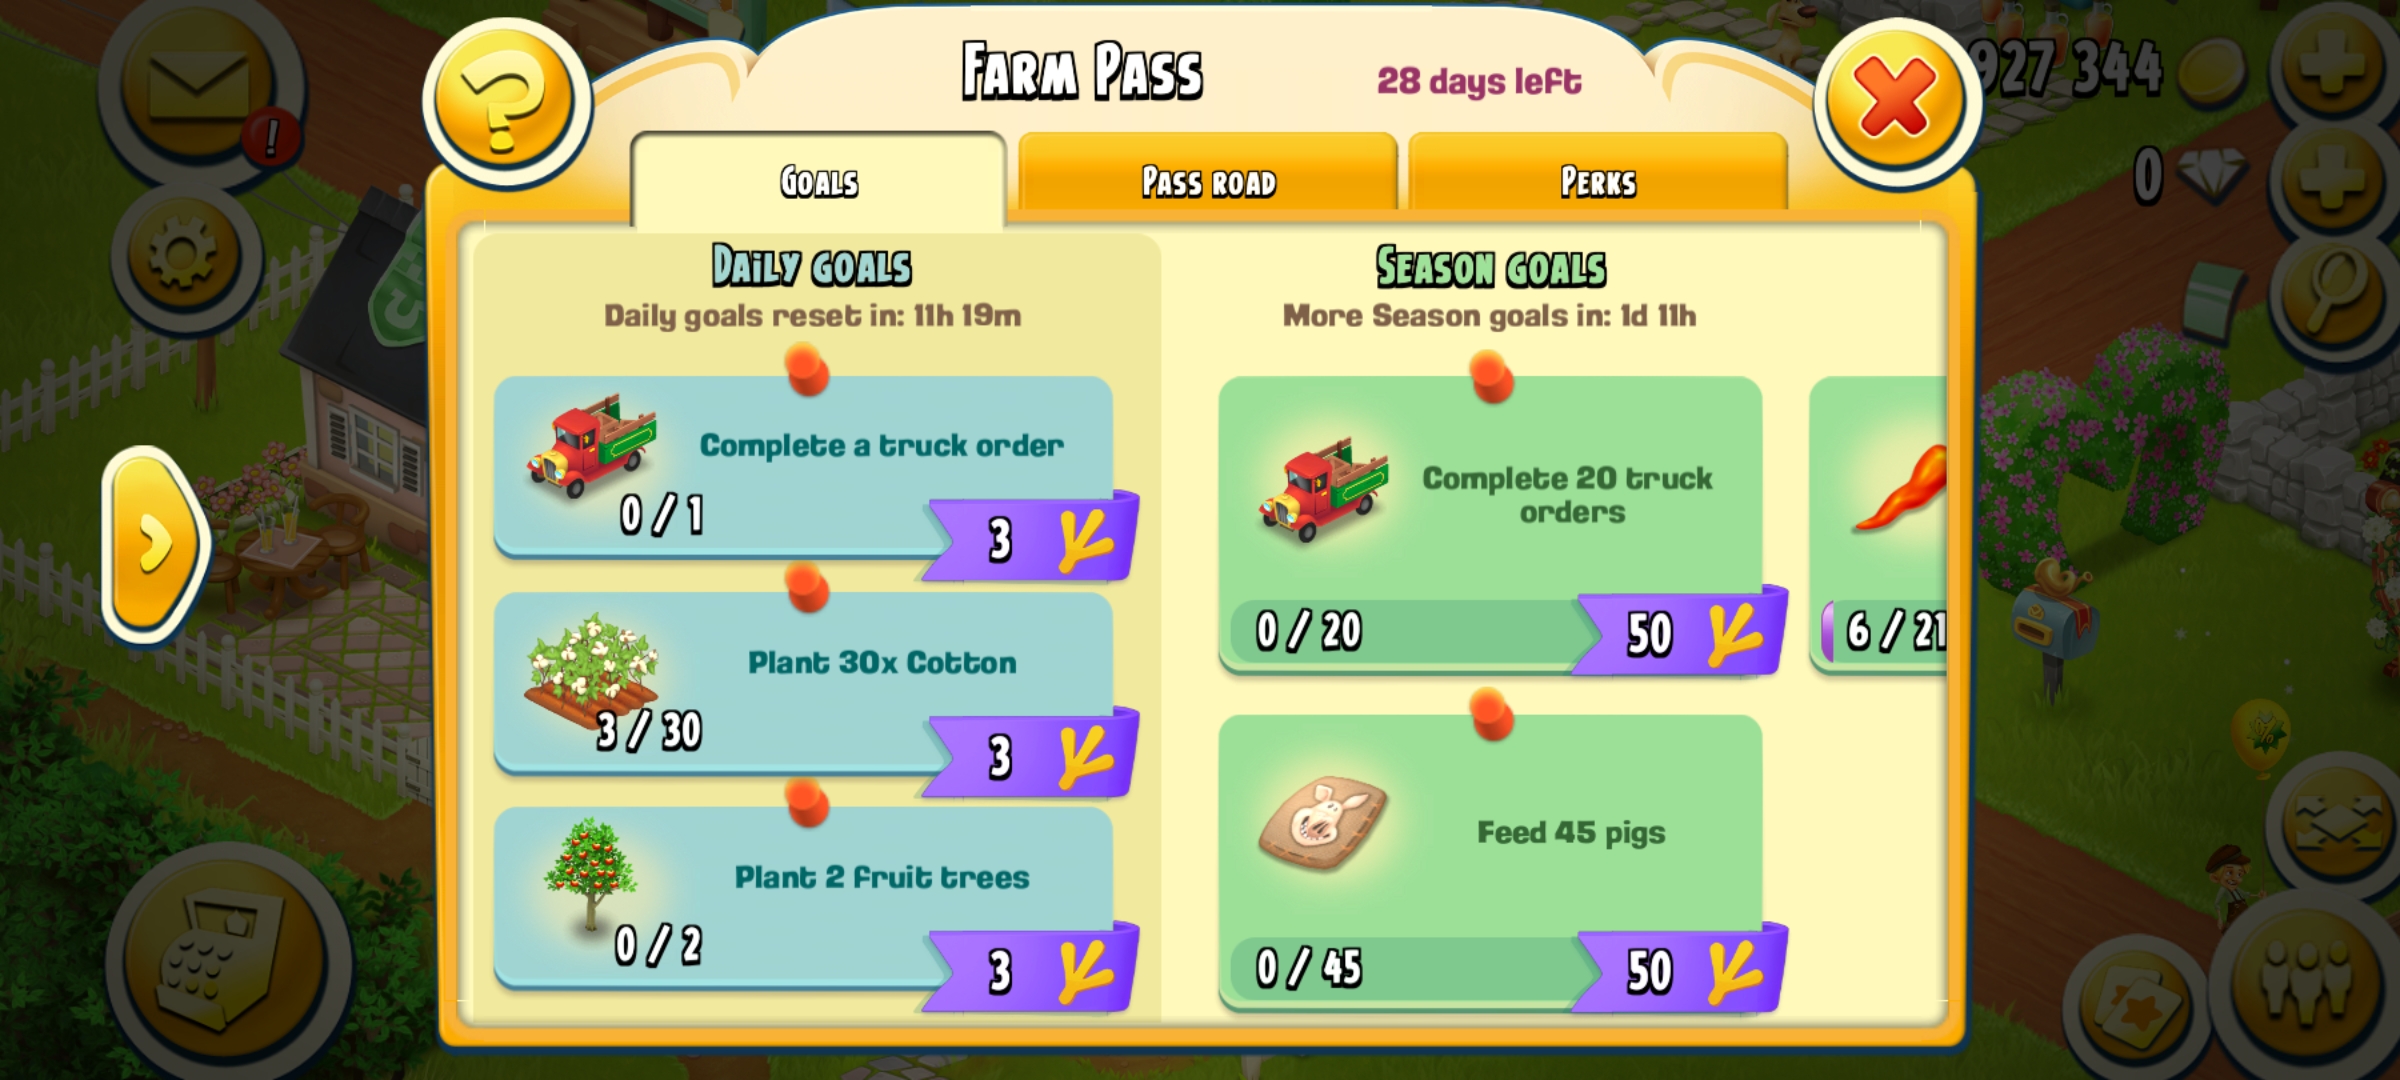 FARM PASS
28 days left
927 344
0
GOALS
PASS ROAD
PERKS
DAILY GOALS
Daily goals reset in: 11h 19m
Complete a truck order
0 / 1
3
Plant 30x Cotton
3 / 30
3
Plant 2 fruit trees
0 / 2
3
SEASON GOALS
More Season goals in: 1d 11h
Complete 20 truck
orders
0 / 20
50
6 / 21
Feed 45 pigs
0 / 45
50